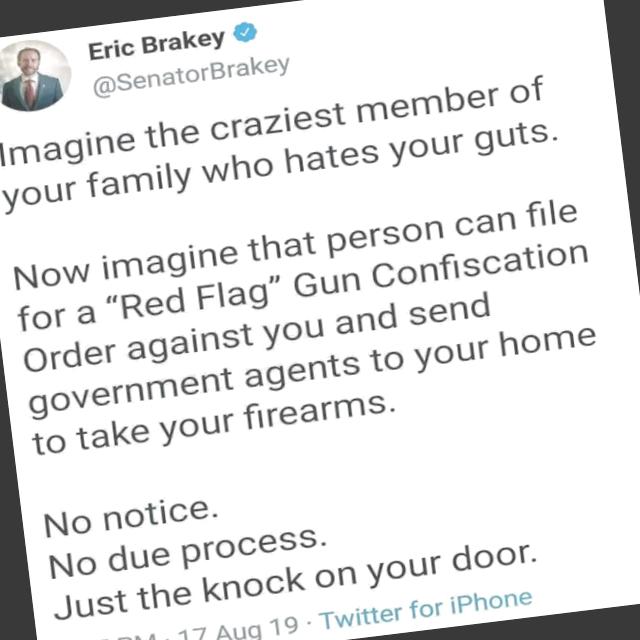 Eric Brakey
@SenatorBrakey
Imagine the craziest member of
your family who hates your guts.
Now imagine that person can file
for a “Red Flag” Gun Confiscation
Order against you and send
government agents to your home
to take your firearms.
No notice.
No due process.
Just the knock on your door.
PM · 17 Aug 19 · Twitter for iPhone